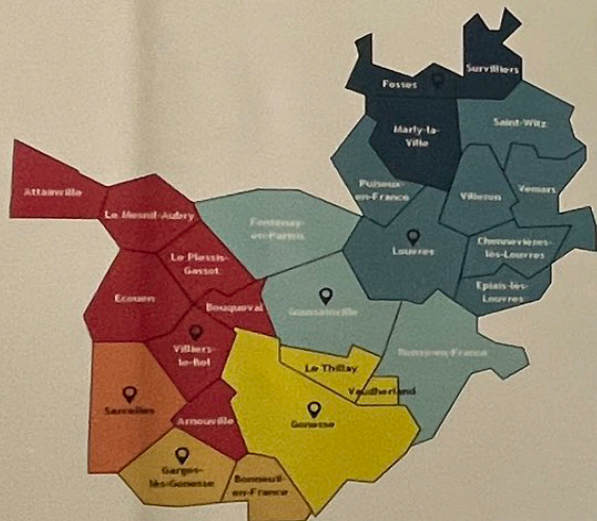 Survilliers
Fosses
Saint-Witz
Marly-la-
Ville
Puiseux-
en-France
Villeron
Vemars
Attainville
Le Mesnil-Aubry
Fontenay-
en-Parisis
Louvres
Chennevières-
lès-Louvres
Le Plessis-
Gassot
Epiais-lès-
Louvres
Ecouen
Bouqueval
Goussainville
Villiers-
le-Bel
Roissy-en-France
Le Thillay
Vaudherland
Sarcelles
Arnouville
Gonesse
Garges-
lès-Gonesse
Bonneuil-
en-France